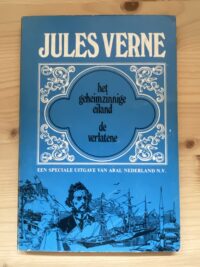 JULES VERNE
het
geheimzinnige
eiland
de
verlatene
EEN SPECIALE UITGAVE VAN ARAL NEDERLAND N.V.